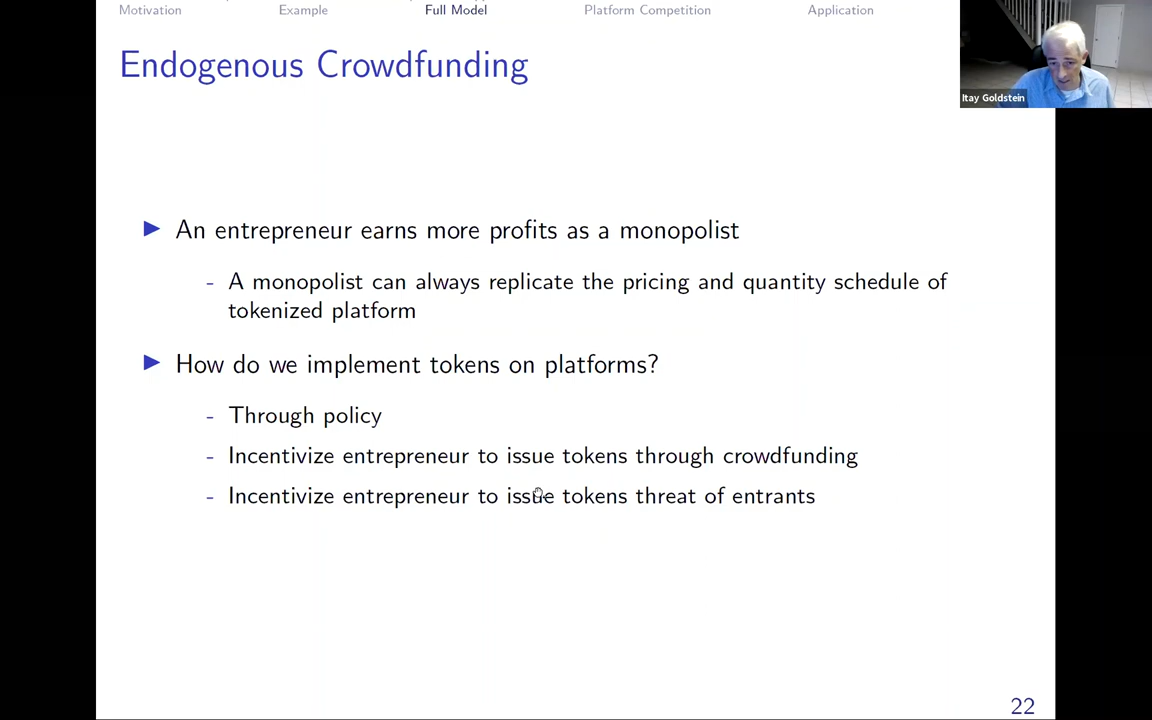 Motivation Example Full Model Platform Competition Application
Endogenous Crowdfunding
Itay Goldstein
▶ An entrepreneur earns more profits as a monopolist
- A monopolist can always replicate the pricing and quantity schedule of
tokenized platform
▶ How do we implement tokens on platforms?
- Through policy
- Incentivize entrepreneur to issue tokens through crowdfunding
- Incentivize entrepreneur to issue tokens threat of entrants
22